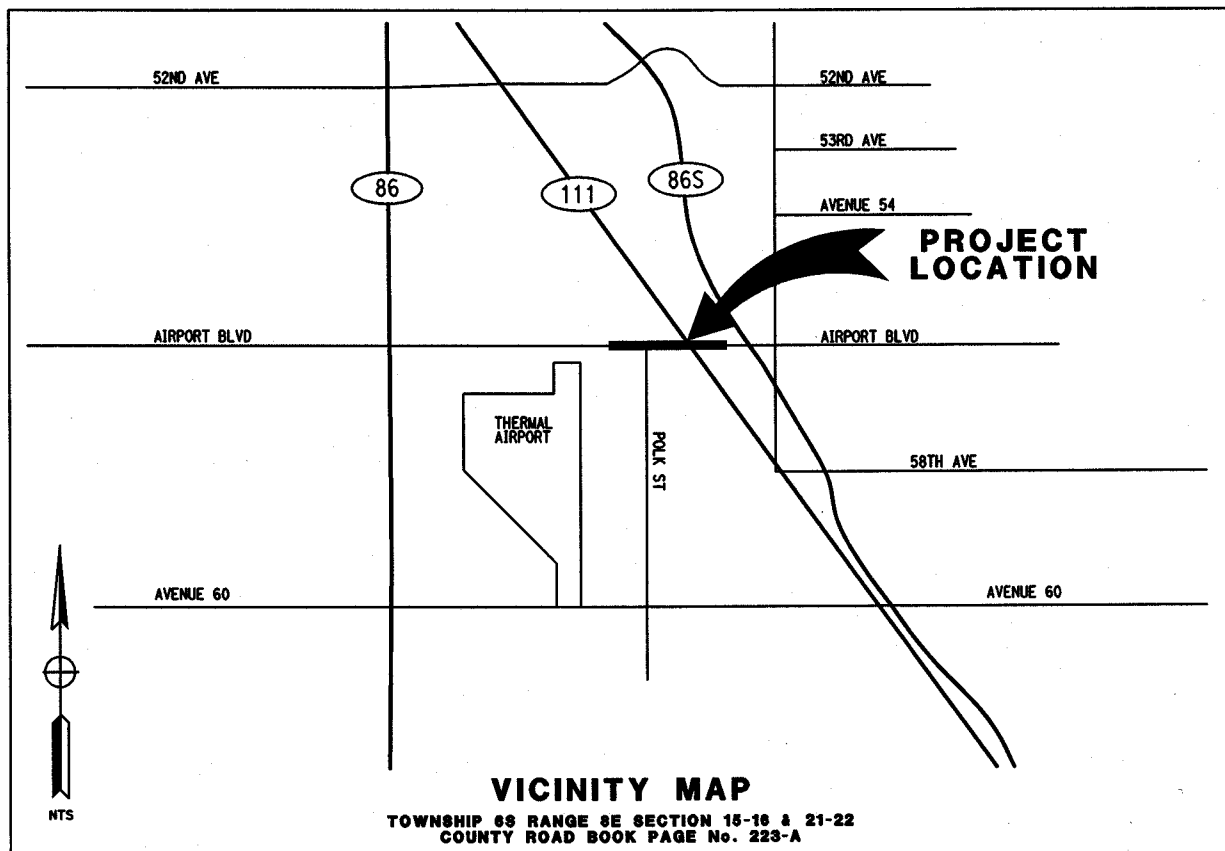 52ND AVE
52ND AVE
53RD AVE
86
111
86S
AVENUE 54
PROJECT
LOCATION
AIRPORT BLVD
AIRPORT BLVD
THERMAL
AIRPORT
POLK ST
58TH AVE
AVENUE 60
AVENUE 60
NTS
VICINITY MAP
TOWNSHIP 6S RANGE 8E SECTION 15-16 & 21-22
COUNTY ROAD BOOK PAGE No. 223-A